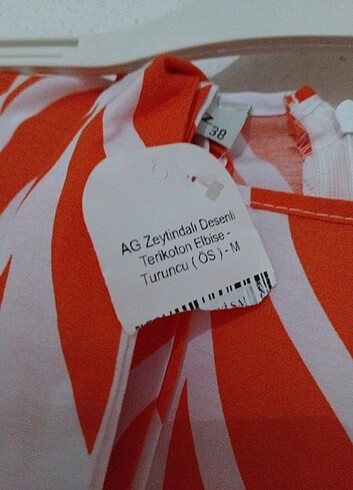 38
AG Zeytindalı Desenli
Terikoton Elbise -
Turuncu ( ÖS ) - M